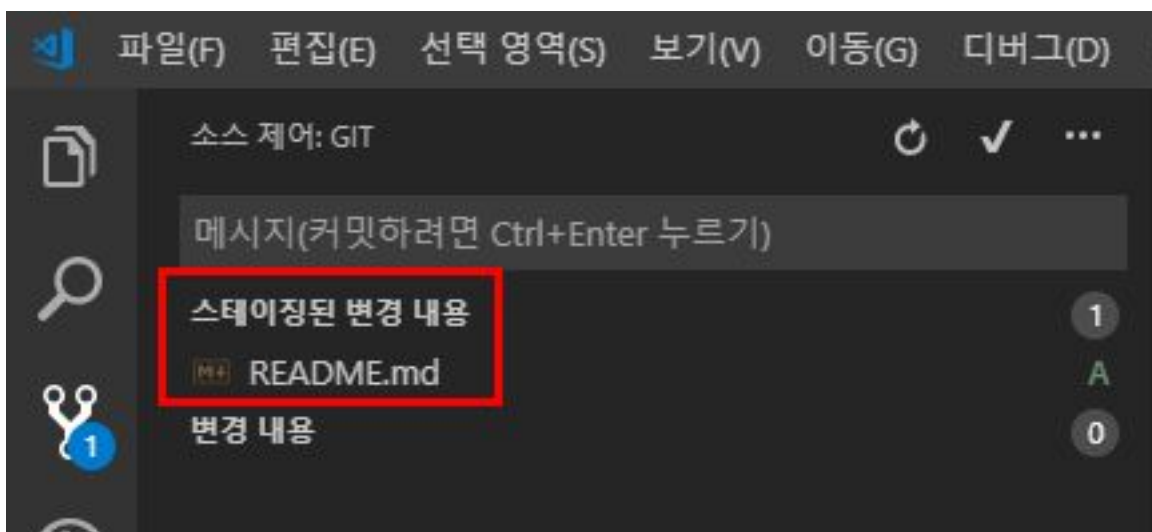 파일(F) 편집(E) 선택 영역(S) 보기(V) 이동(G) 디버그(D)
소스 제어: GIT
메시지(커밋하려면 Ctrl+Enter 누르기)
스테이징된 변경 내용 1
M+ README.md A
1
변경 내용 0